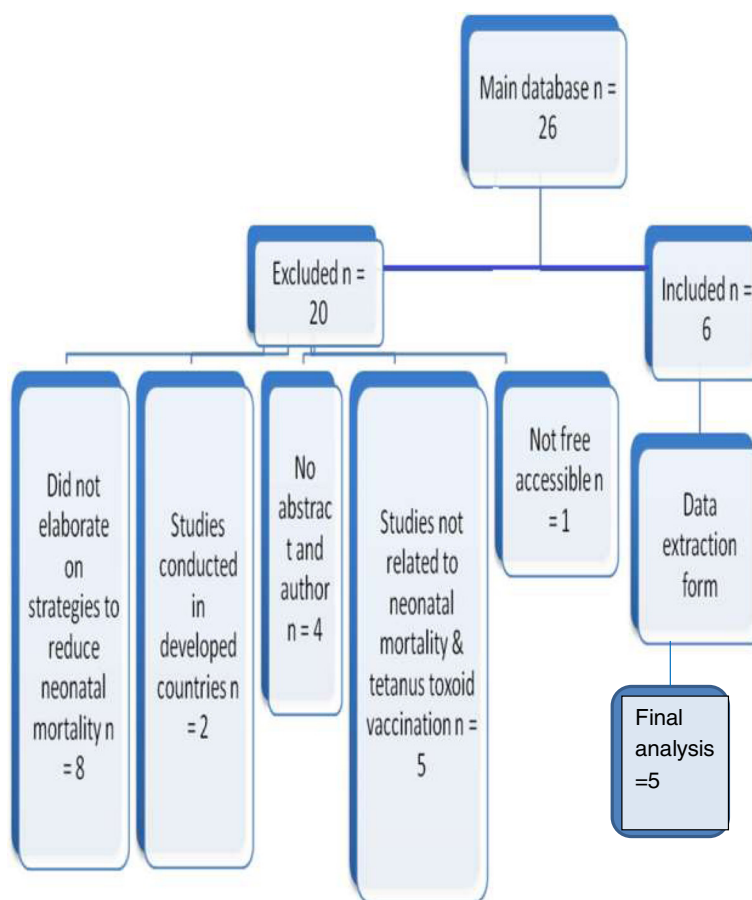 Main database n =
26
Excluded n =
20
Included n =
6
Did not
elaborate
on
strategies to
reduce
neonatal
mortality n
= 8
Studies
conducted
in
developed
countries n
= 2
No
abstrac
t and
author
n = 4
Studies not
related to
neonatal
mortality &
tetanus toxoid
vaccination n =
5
Not free
accessible n
= 1
Data
extraction
form
Final
analysis
=5